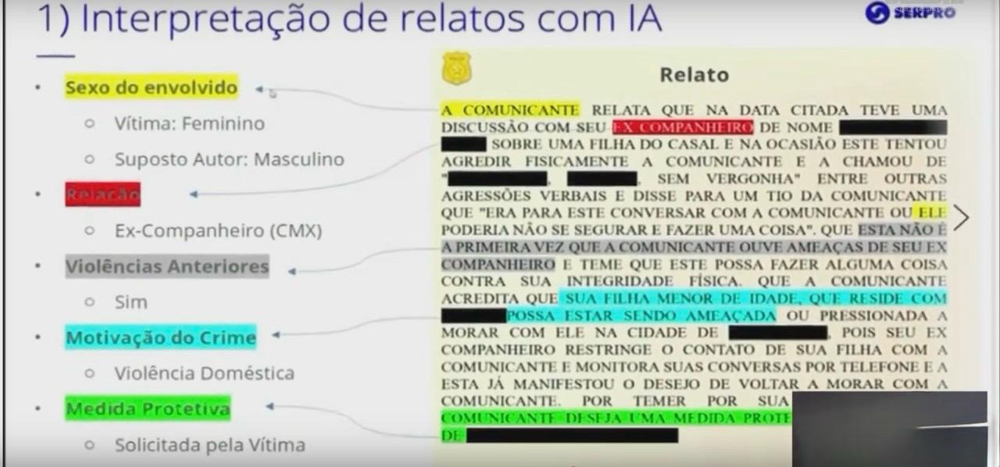 1) Interpretação de relatos com IA
SERPRO
• Sexo do envolvido
○ Vítima: Feminino
○ Suposto Autor: Masculino
• Relação
○ Ex-Companheiro (CMX)
• Violências Anteriores
○ Sim
• Motivação do Crime
○ Violência Doméstica
• Medida Protetiva
○ Solicitada pela Vítima
Relato
A COMUNICANTE RELATA QUE NA DATA CITADA TEVE UMA
DISCUSSÃO COM SEU EX COMPANHEIRO DE NOME
SOBRE UMA FILHA DO CASAL E NA OCASIÃO ESTE TENTOU
AGREDIR FISICAMENTE A COMUNICANTE E A CHAMOU DE
" , , SEM VERGONHA" ENTRE OUTRAS
AGRESSÕES VERBAIS E DISSE PARA UM TIO DA COMUNICANTE
QUE "ERA PARA ESTE CONVERSAR COM A COMUNICANTE OU ELE
PODERIA NÃO SE SEGURAR E FAZER UMA COISA". QUE ESTA NÃO É
A PRIMEIRA VEZ QUE A COMUNICANTE OUVE AMEAÇAS DE SEU EX
COMPANHEIRO E TEME QUE ESTE POSSA FAZER ALGUMA COISA
CONTRA SUA INTEGRIDADE FÍSICA. QUE A COMUNICANTE
ACREDITA QUE SUA FILHA MENOR DE IDADE, QUE RESIDE COM
POSSA ESTAR SENDO AMEAÇADA OU PRESSIONADA A
MORAR COM ELE NA CIDADE DE , POIS SEU EX
COMPANHEIRO RESTRINGE O CONTATO DE SUA FILHA COM A
COMUNICANTE E MONITORA SUAS CONVERSAS POR TELEFONE E A
ESTA JÁ MANIFESTOU O DESEJO DE VOLTAR A MORAR COM A
COMUNICANTE. POR TEMER POR SUA
COMUNICANTE DESEJA UMA MEDIDA PROTE
DE